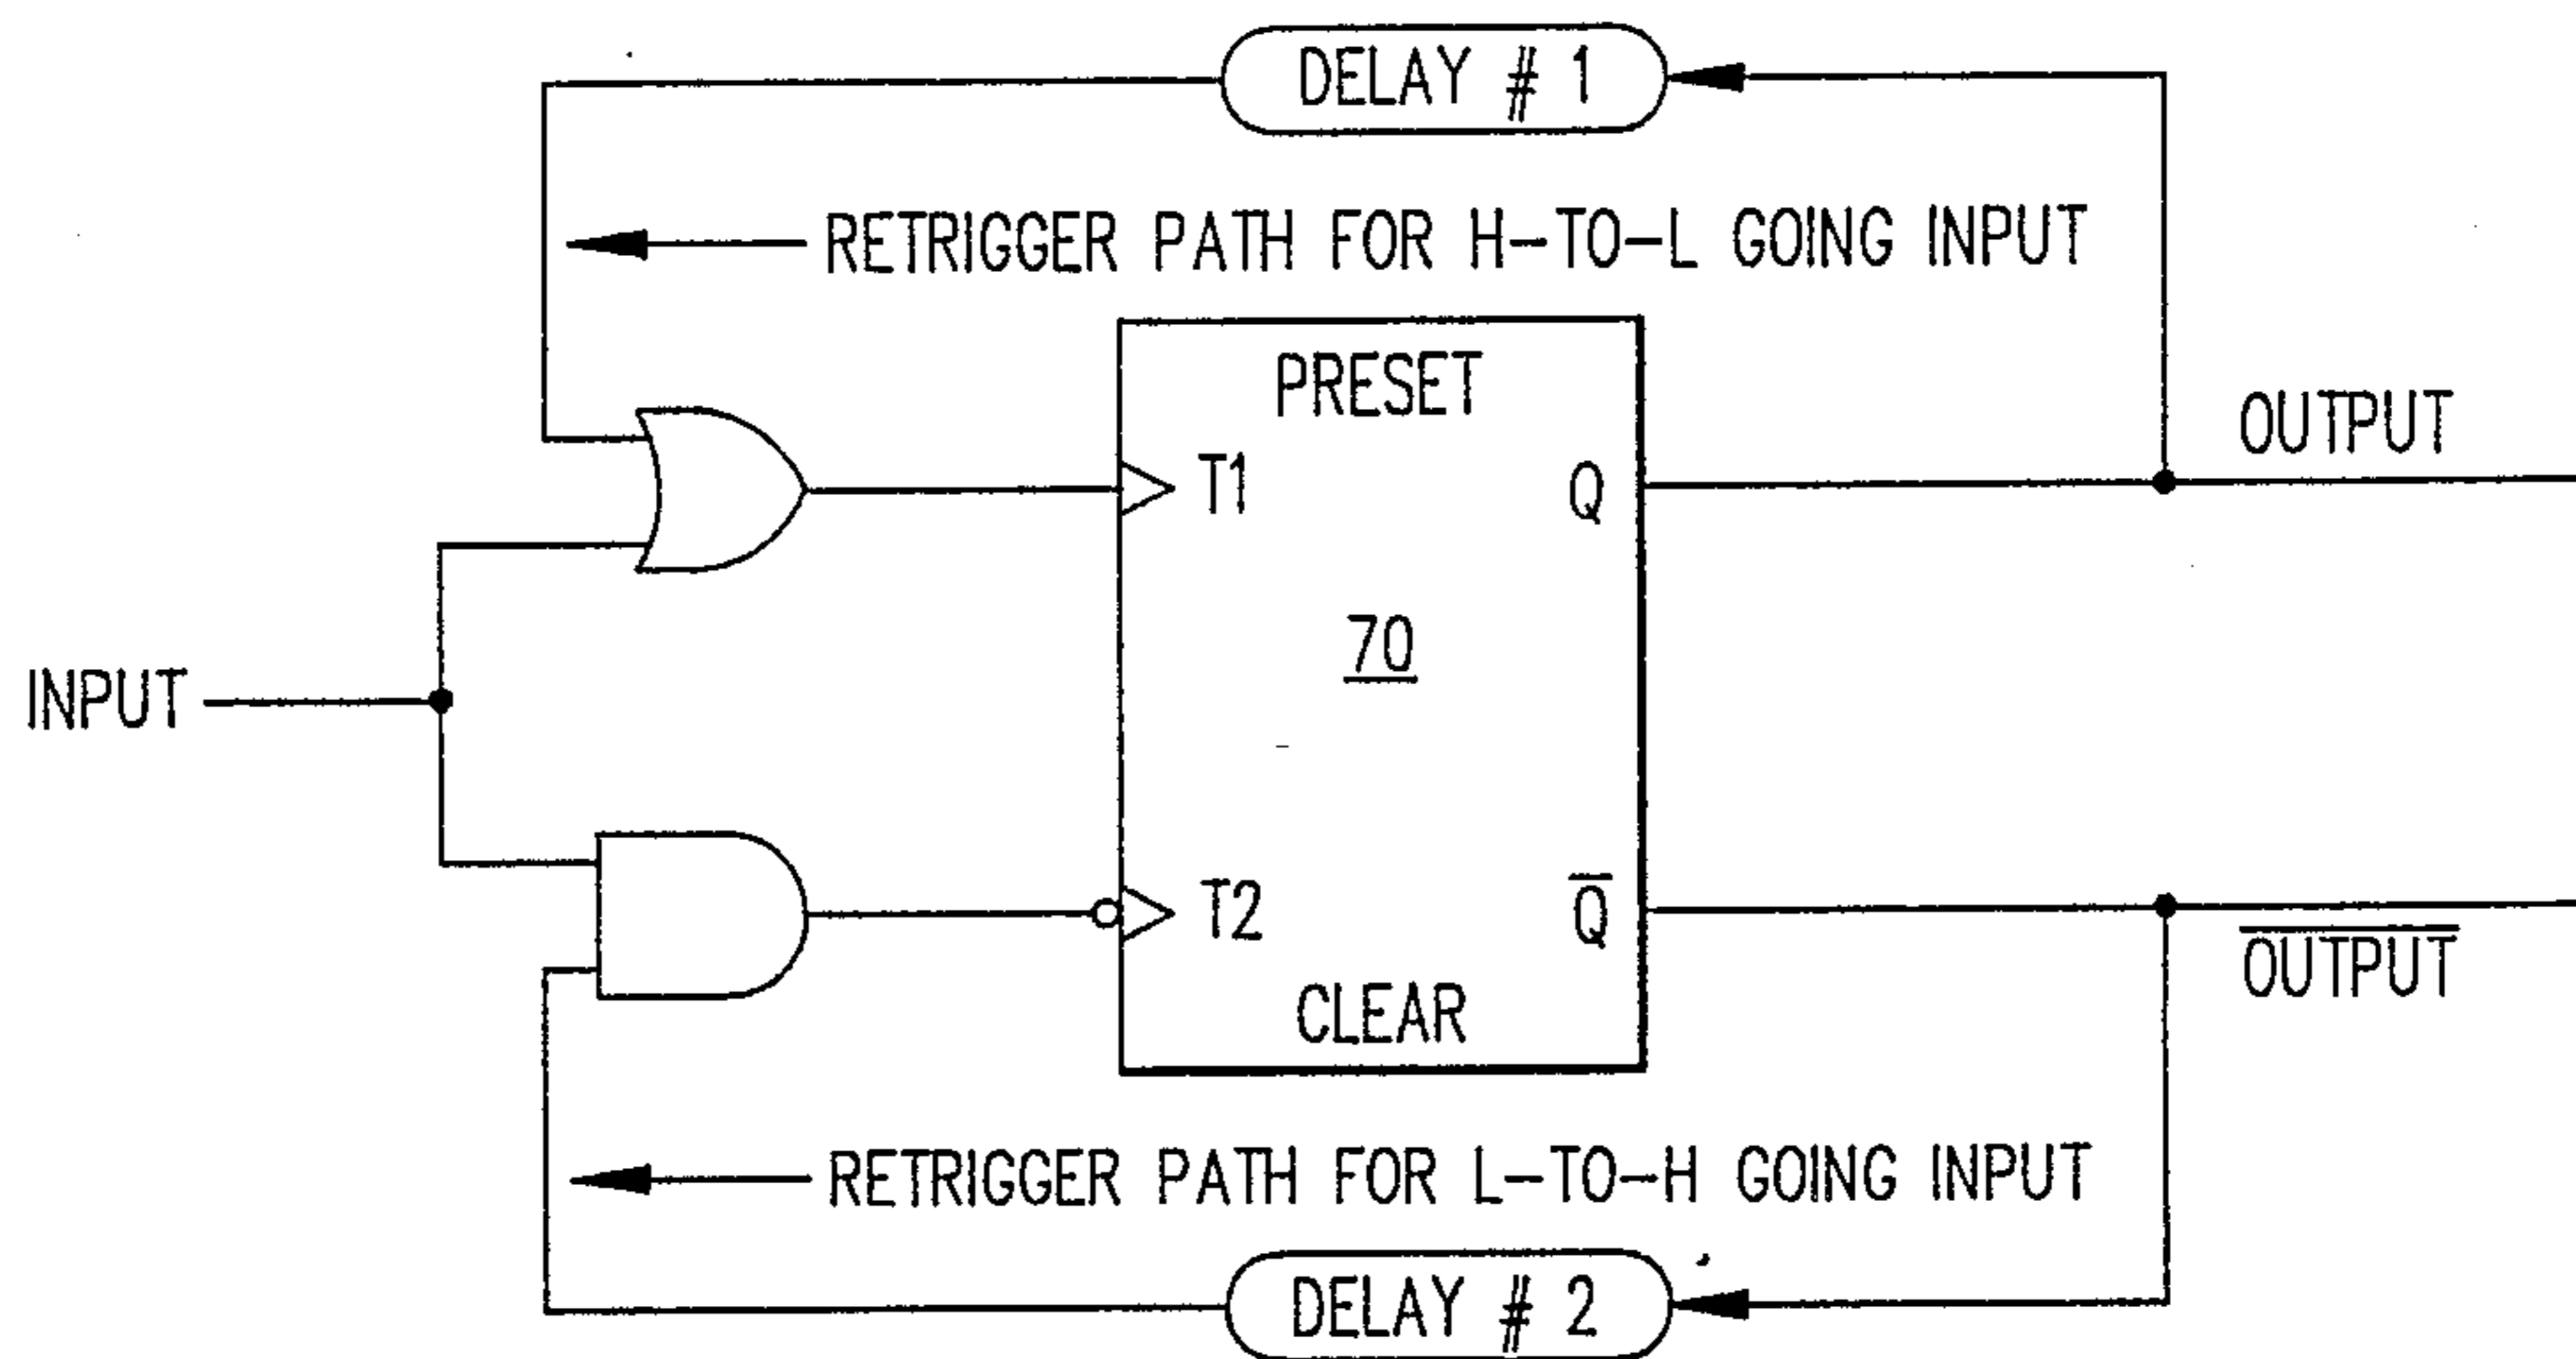 DELAY # 1
RETRIGGER PATH FOR H-TO-L GOING INPUT
PRESET
OUTPUT
T1
Q
70
INPUT
T2
Q̅
O̅U̅T̅P̅U̅T̅
CLEAR
RETRIGGER PATH FOR L-TO-H GOING INPUT
DELAY # 2